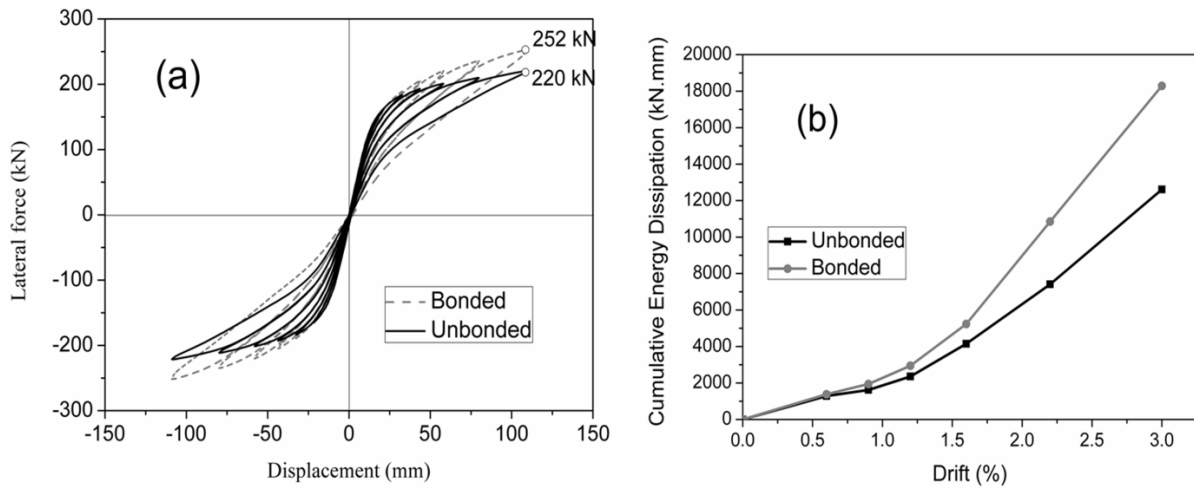 300
200
100
0
-100
-200
-300
Lateral force (kN)
(a)
252 kN
220 kN
Bonded
Unbonded
-150
-100
-50
0
50
100
150
Displacement (mm)
20000
18000
16000
14000
12000
10000
8000
6000
4000
2000
0
Cumulative Energy Dissipation (kN.mm)
(b)
Unbonded
Bonded
0.0
0.5
1.0
1.5
2.0
2.5
3.0
Drift (%)